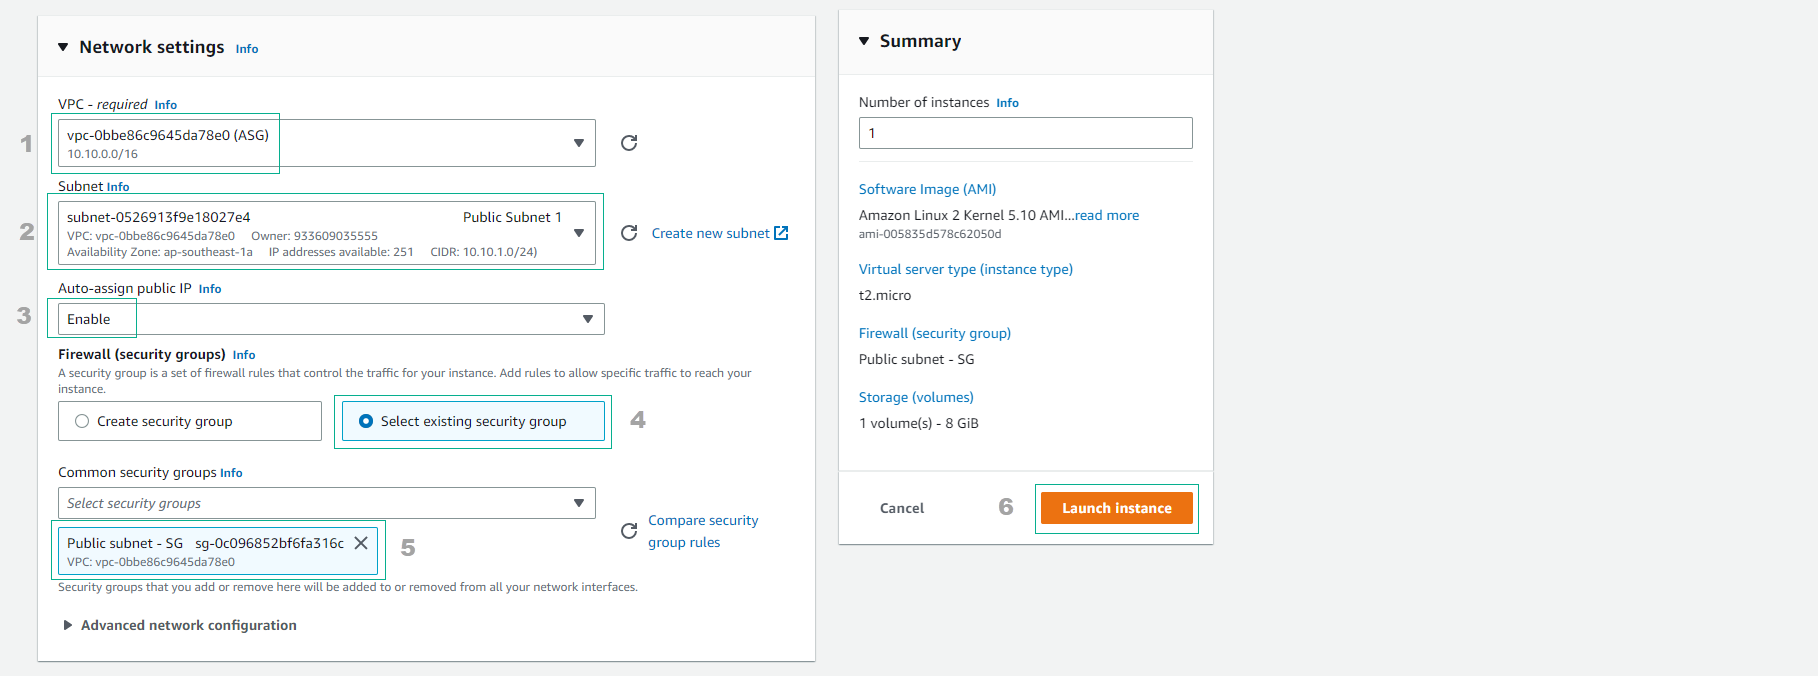 Network settings Info
VPC - required Info
1
vpc-0bbe86c9645da78e0 (ASG)
10.10.0.0/16
Subnet Info
2
subnet-0526913f9e18027e4 Public Subnet 1
VPC: vpc-0bbe86c9645da78e0 Owner: 933609035555
Availability Zone: ap-southeast-1a IP addresses available: 251 CIDR: 10.10.1.0/24)
Create new subnet
Auto-assign public IP Info
3
Enable
Firewall (security groups) Info
A security group is a set of firewall rules that control the traffic for your instance. Add rules to allow specific traffic to reach your
instance.
Create security group
Select existing security group
4
Common security groups Info
Select security groups
Compare security
group rules
Public subnet - SG sg-0c096852bf6fa316c
VPC: vpc-0bbe86c9645da78e0
5
Security groups that you add or remove here will be added to or removed from all your network interfaces.
Advanced network configuration
Summary
Number of instances Info
1
Software Image (AMI)
Amazon Linux 2 Kernel 5.10 AMI...read more
ami-005835d578c62050d
Virtual server type (instance type)
t2.micro
Firewall (security group)
Public subnet - SG
Storage (volumes)
1 volume(s) - 8 GiB
Cancel
6
Launch instance